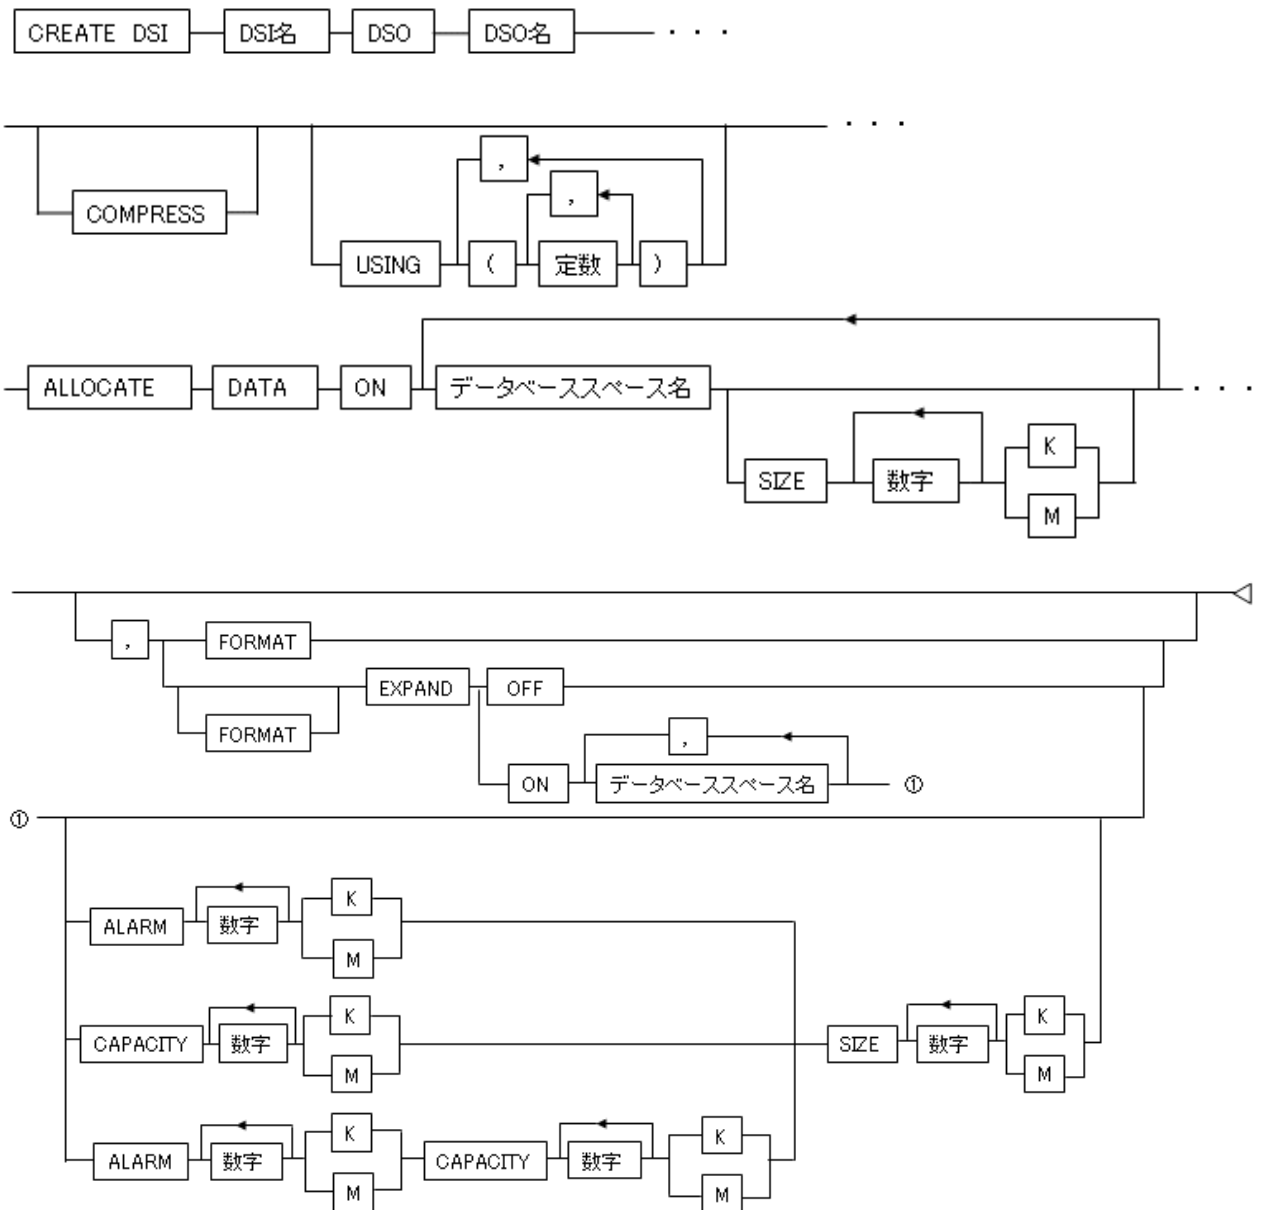 CREATE DSI DSI名 DSO DSO名 ・・・
・・・
,
,
COMPRESS
USING ( 定数 )
ALLOCATE DATA ON データベーススペース名 ・・・
K
SIZE 数字
M
, FORMAT
EXPAND OFF
FORMAT
,
ON データベーススペース名 ①
①
K
ALARM 数字
M
K K
CAPACITY 数字 SIZE 数字
M M
K K
ALARM 数字 CAPACITY 数字
M M